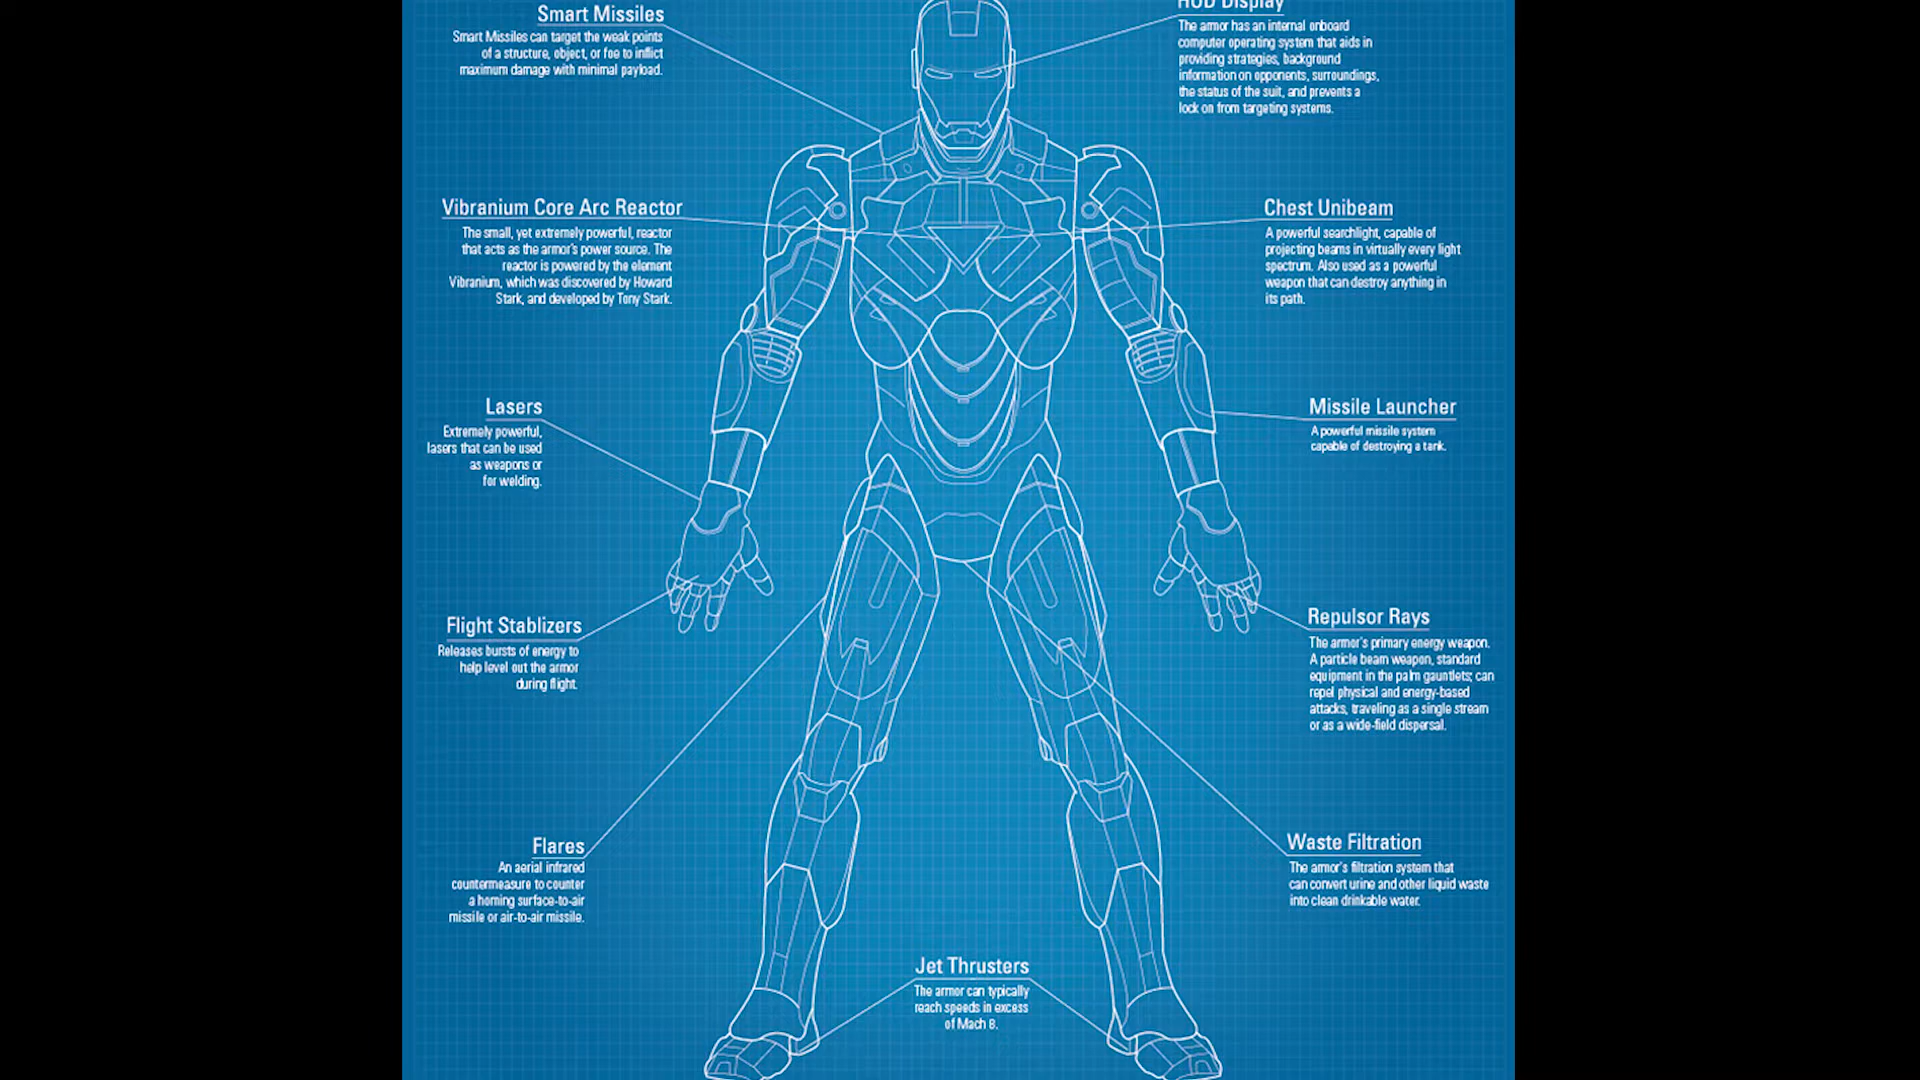 Smart Missiles
Smart Missiles can target the weak points
of a structure, object, or foe to inflict
maximum damage with minimal payload.
HUD Display
The armor has an internal onboard
computer operating system that aids in
providing strategies, background
information on opponents, surroundings,
the status of the suit, and prevents a
lock on from targeting systems.
Vibranium Core Arc Reactor
The small, yet extremely powerful, reactor
that acts as the armor's power source. The
reactor is powered by the element
Vibranium, which was discovered by Howard
Stark, and developed by Tony Stark.
Chest Unibeam
A powerful searchlight, capable of
projecting beams in virtually every light
spectrum. Also used as a powerful
weapon that can destroy anything in
its path.
Lasers
Extremely powerful,
lasers that can be used
as weapons or
for welding.
Missile Launcher
A powerful missile system
capable of destroying a tank.
Flight Stablizers
Releases bursts of energy to
help level out the armor
during flight.
Repulsor Rays
The armor's primary energy weapon.
A particle beam weapon, standard
equipment in the palm gauntlets; can
repel physical and energy-based
attacks, traveling as a single stream
or as a wide-field dispersal.
Flares
An aerial infrared
countermeasure to counter
a homing surface-to-air
missile or air-to-air missile.
Waste Filtration
The armor's filtration system that
can convert urine and other liquid waste
into clean drinkable water.
Jet Thrusters
The armor can typically
reach speeds in excess
of Mach 8.